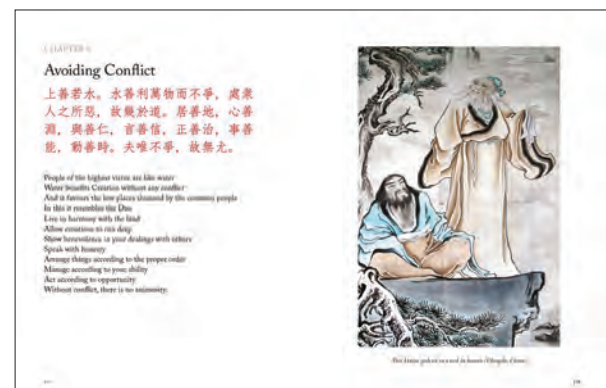 CHAPTER 8
Avoiding Conflict
上善若水。水善利萬物而不爭，處衆
人之所惡，故幾於道。居善地，心善
淵，與善仁，言善信，正善治，事善
能，動善時。夫唯不爭，故無尤。
People of the highest virtue are like water
Water benefits Creation without any conflict
And it favours the low places shunned by the common people
In this it resembles the Dao
Live in harmony with the land
Allow emotions to run deep
Show benevolence in your dealings with others
Speak with honesty
Arrange things according to the proper order
Manage according to your ability
Act according to opportunity
Without conflict, there is no animosity.